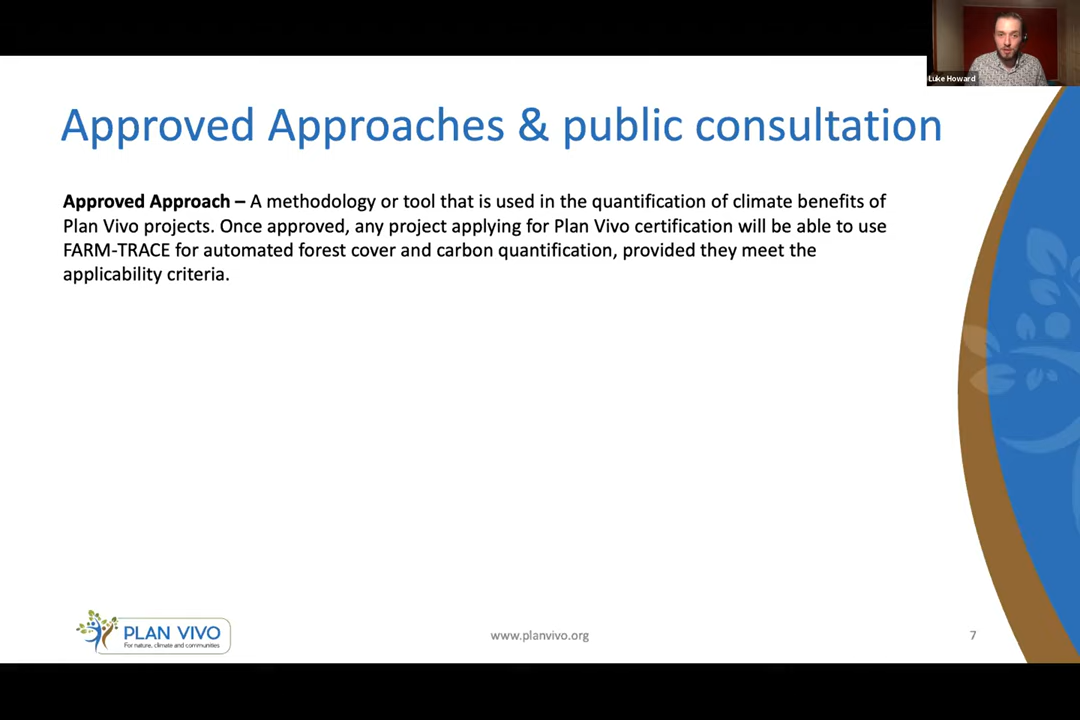 Luke Howard
Approved Approaches & public consultation
Approved Approach – A methodology or tool that is used in the quantification of climate benefits of
Plan Vivo projects. Once approved, any project applying for Plan Vivo certification will be able to use
FARM-TRACE for automated forest cover and carbon quantification, provided they meet the
applicability criteria.
PLAN VIVO
For nature, climate and communities
www.planvivo.org
7